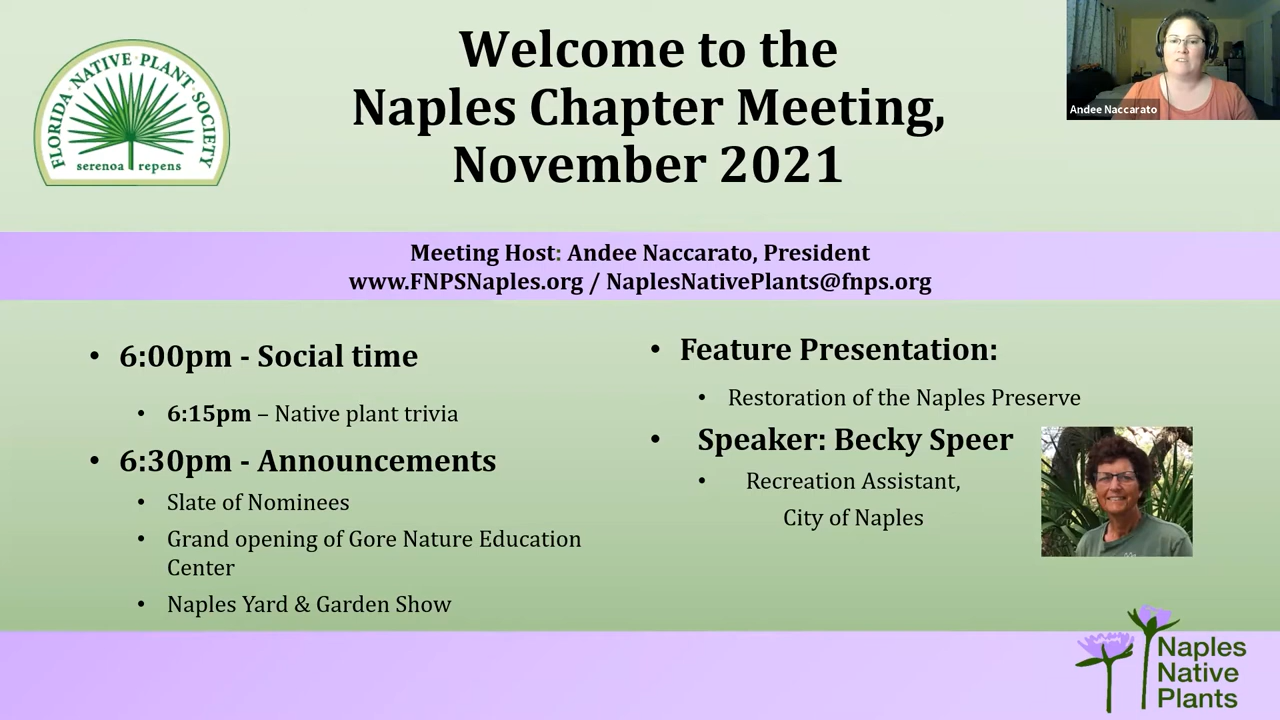 FLORIDA NATIVE PLANT SOCIETY
serenoa repens
Welcome to the
Naples Chapter Meeting,
November 2021
Andee Naccarato
Meeting Host: Andee Naccarato, President
www.FNPSNaples.org / NaplesNativePlants@fnps.org
• 6:00pm - Social time
• 6:15pm – Native plant trivia
• 6:30pm - Announcements
• Slate of Nominees
• Grand opening of Gore Nature Education
Center
• Naples Yard & Garden Show
• Feature Presentation:
• Restoration of the Naples Preserve
• Speaker: Becky Speer
• Recreation Assistant,
City of Naples
Naples
Native
Plants